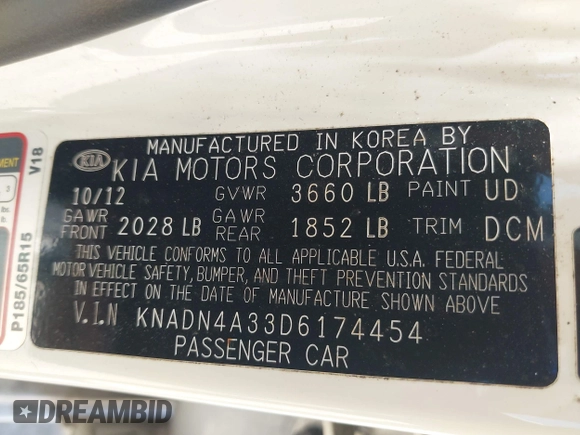 MANUFACTURED IN KOREA BY
KIA KIA MOTORS CORPORATION
10/12 GVWR 3660 LB PAINT UD
GAWR FRONT 2028 LB GAWR REAR 1852 LB TRIM DCM
THIS VEHICLE CONFORMS TO ALL APPLICABLE U.S.A. FEDERAL
MOTOR VEHICLE SAFETY, BUMPER, AND THEFT PREVENTION STANDARDS
IN EFFECT ON THE DATE OF MANUFACTURE SHOWN ABOVE
V.I.N KNADN4A33D6174454
PASSENGER CAR
P185/65R15
V18
3
DREAMBID